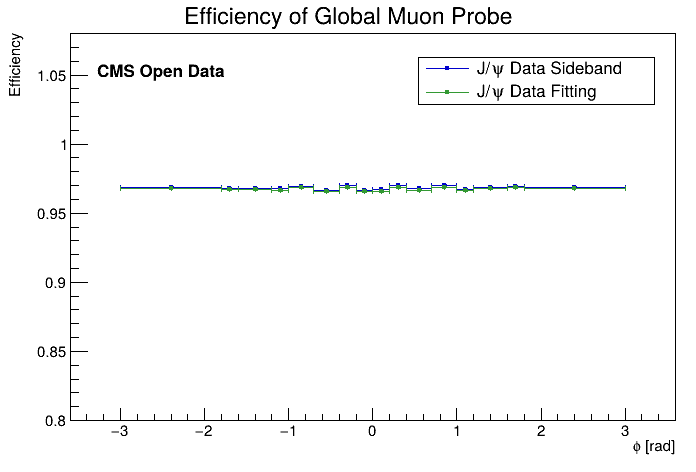 Efficiency of Global Muon Probe
Efficiency
CMS Open Data
J/ψ Data Sideband
J/ψ Data Fitting
1.05
1
0.95
0.9
0.85
0.8
−3 −2 −1 0 1 2 3
ϕ [rad]